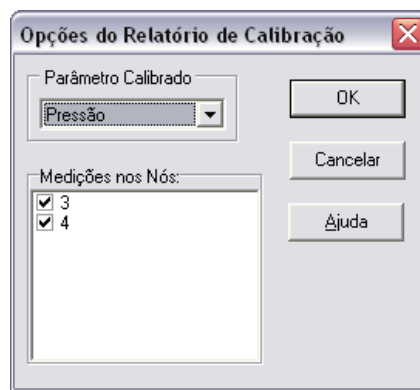 Opções do Relatório de Calibração
Parâmetro Calibrado
Pressão
Medições nos Nós:
3
4
OK
Cancelar
Ajuda